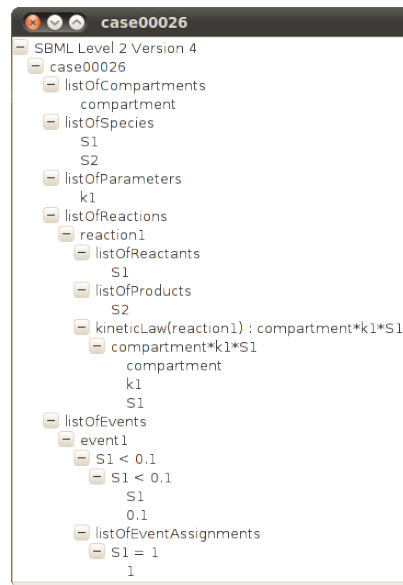 case00026
SBML Level 2 Version 4
case00026
listOfCompartments
compartment
listOfSpecies
S1
S2
listOfParameters
k1
listOfReactions
reaction1
listOfReactants
S1
listOfProducts
S2
kineticLaw(reaction1) : compartment*k1*S1
compartment*k1*S1
compartment
k1
S1
listOfEvents
event1
S1 < 0.1
S1 < 0.1
S1
0.1
listOfEventAssignments
S1 = 1
1